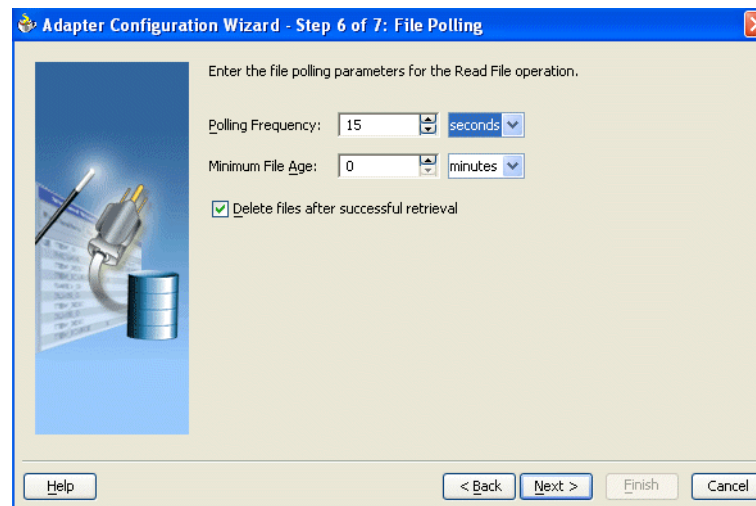 Adapter Configuration Wizard - Step 6 of 7: File Polling
Enter the file polling parameters for the Read File operation.
Polling Frequency: 15 seconds
Minimum File Age: 0 minutes
Delete files after successful retrieval
Help < Back Next > Finish Cancel